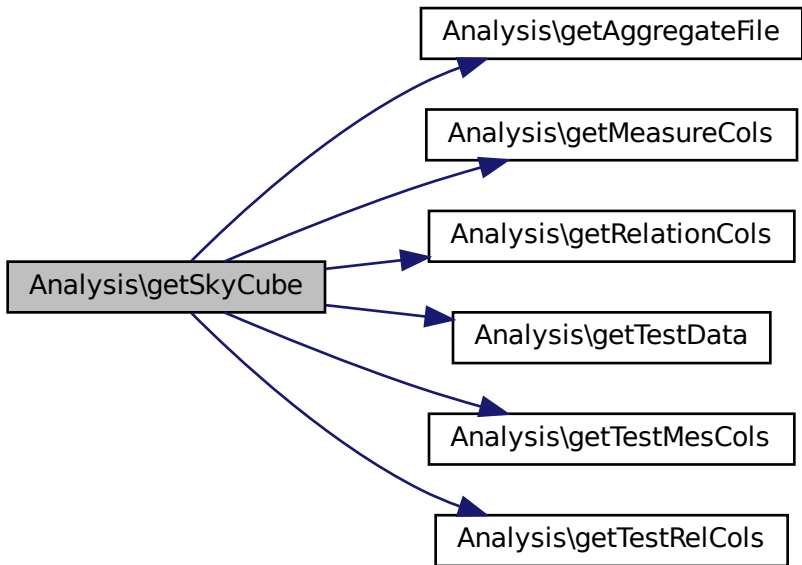 Analysis\getAggregateFile
Analysis\getMeasureCols
Analysis\getRelationCols
Analysis\getSkyCube
Analysis\getTestData
Analysis\getTestMesCols
Analysis\getTestRelCols